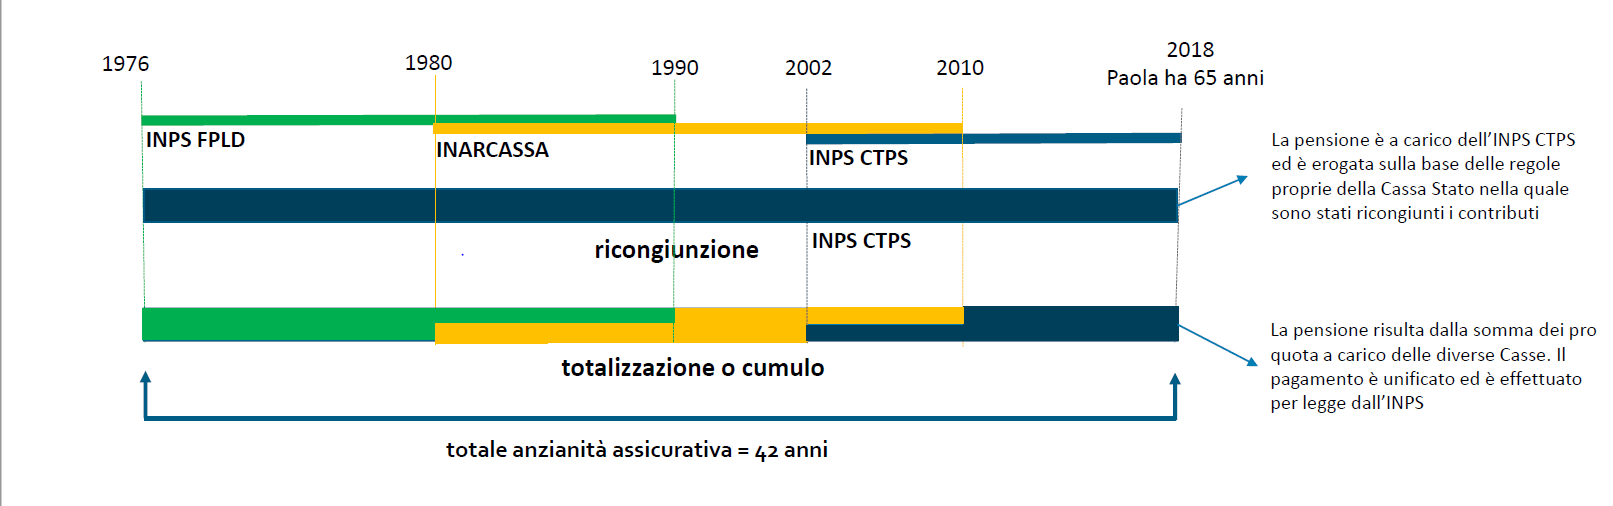 1976
1980
1990
2002
2010
2018
Paola ha 65 anni
INPS FPLD
INARCASSA
INPS CTPS
La pensione è a carico dell’INPS CTPS
ed è erogata sulla base delle regole
proprie della Cassa Stato nella quale
sono stati ricongiunti i contributi
ricongiunzione
INPS CTPS
La pensione risulta dalla somma dei pro
quota a carico delle diverse Casse. Il
pagamento è unificato ed è effettuato
per legge dall’INPS
totalizzazione o cumulo
totale anzianità assicurativa = 42 anni